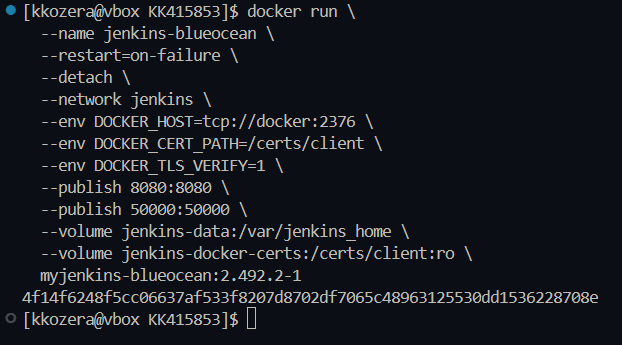 [kkozera@vbox KK415853]$ docker run \
--name jenkins-blueocean \
--restart=on-failure \
--detach \
--network jenkins \
--env DOCKER_HOST=tcp://docker:2376 \
--env DOCKER_CERT_PATH=/certs/client \
--env DOCKER_TLS_VERIFY=1 \
--publish 8080:8080 \
--publish 50000:50000 \
--volume jenkins-data:/var/jenkins_home \
--volume jenkins-docker-certs:/certs/client:ro \
myjenkins-blueocean:2.492.2-1
4f14f6248f5cc06637af533f8207d8702df7065c48963125530dd1536228708e
[kkozera@vbox KK415853]$